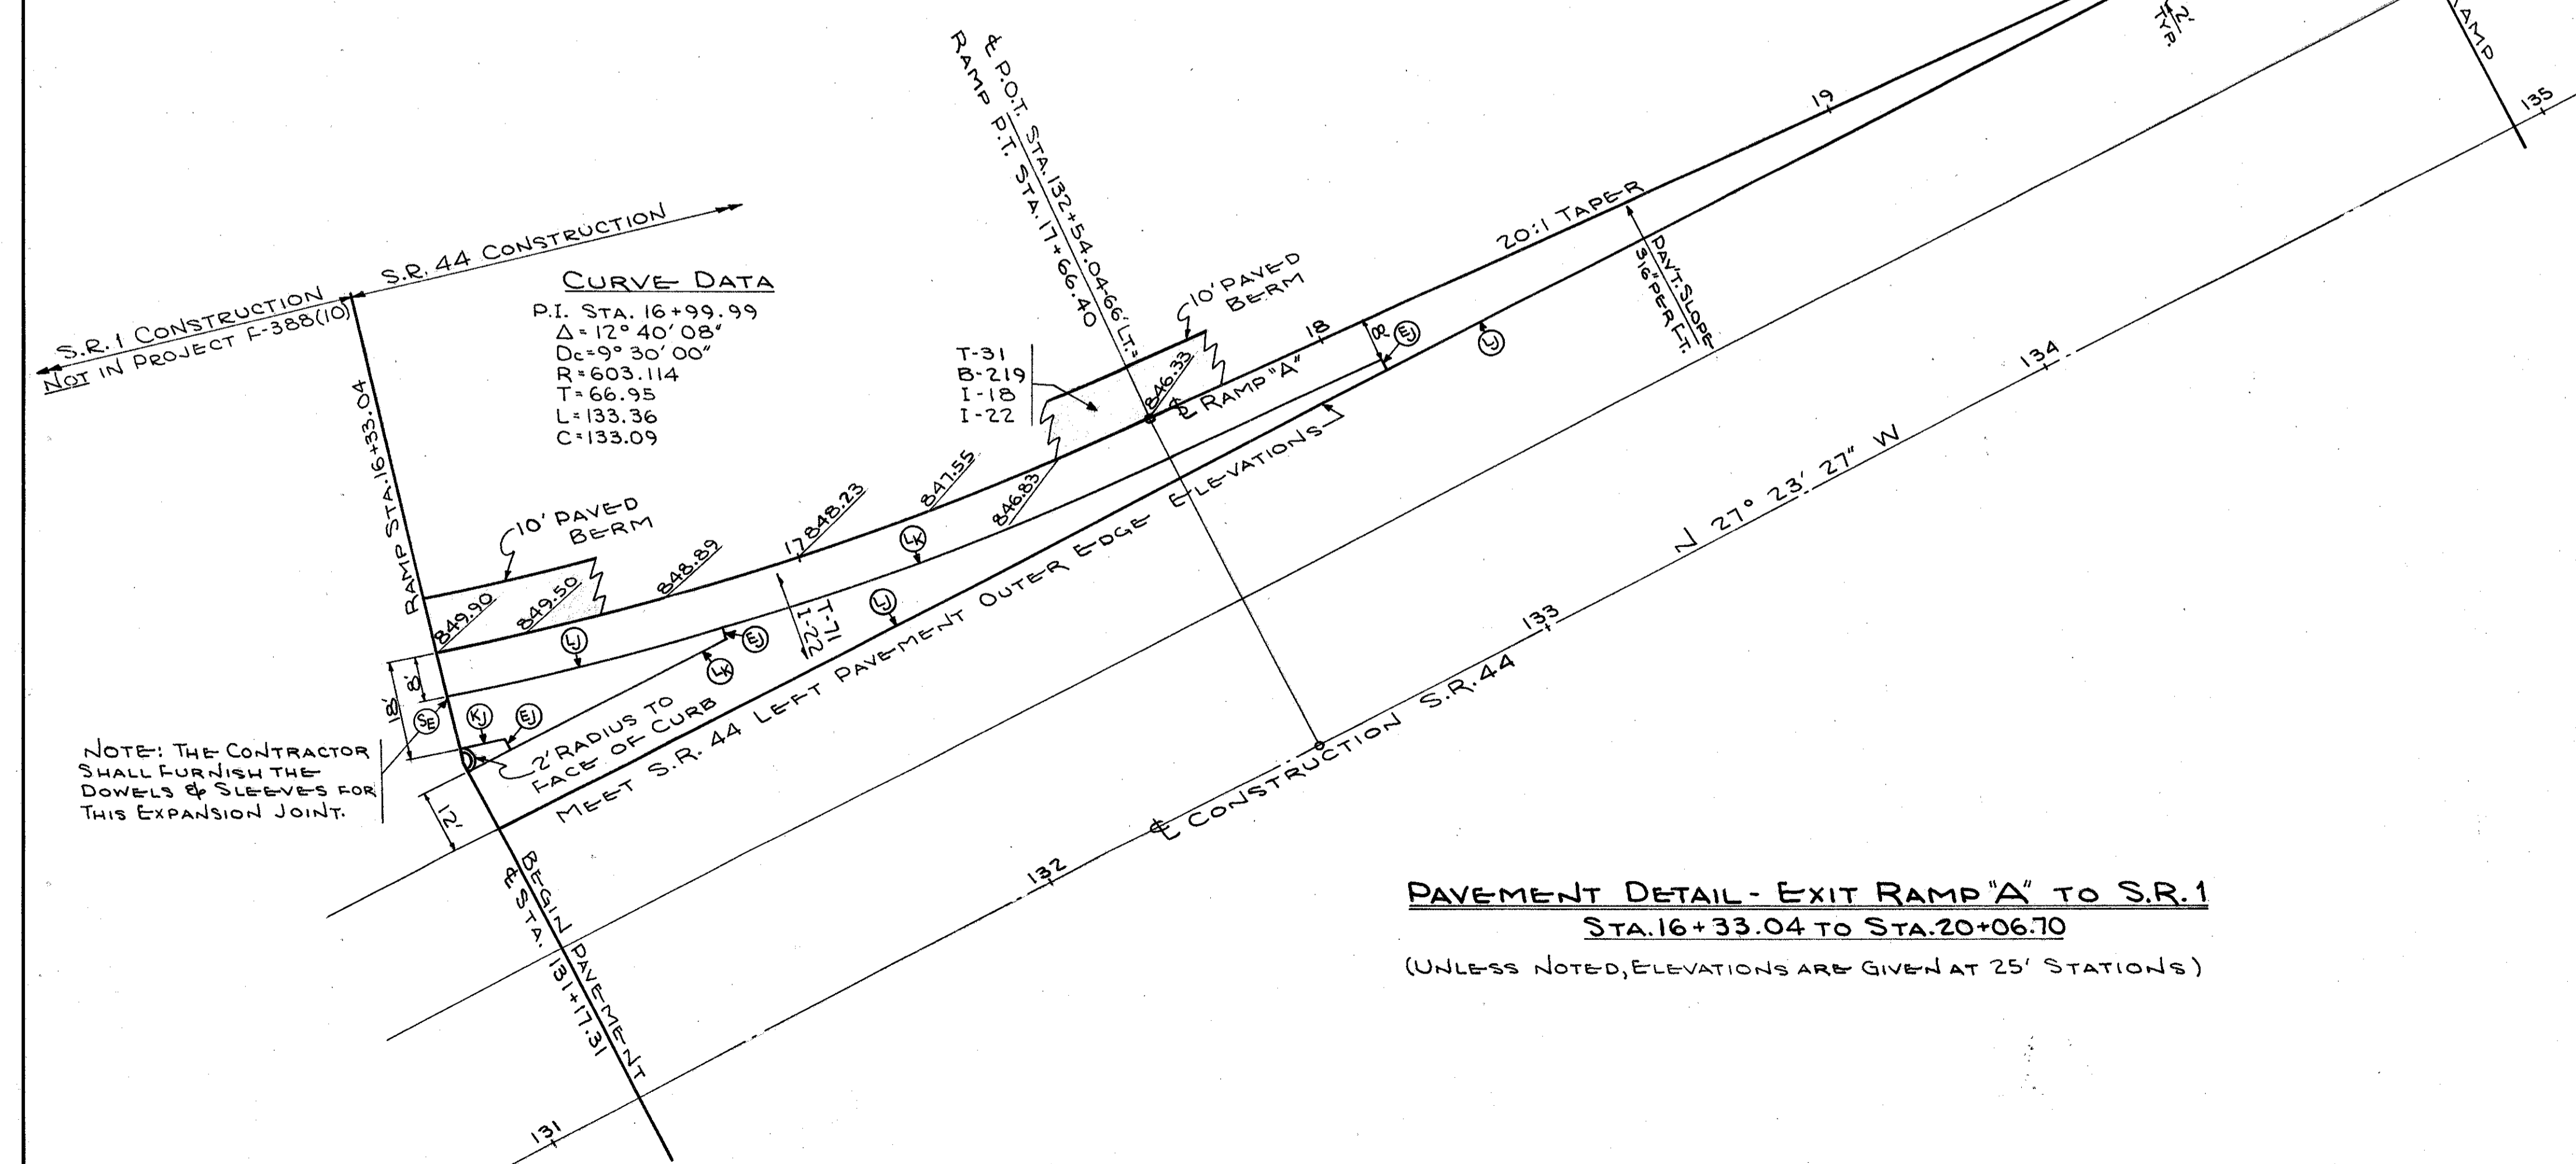 S.R. 1 CONSTRUCTION
NOT IN PROJECT F-388(10)
S.R. 44 CONSTRUCTION
CURVE DATA
P.I. STA. 16+99.99
Δ = 12° 40' 08"
Dc = 9° 30' 00"
R = 603.114
T = 66.95
L = 133.36
C = 133.09
RAMP STA. 16+33.04
10' PAVED
BERM
849.90
849.50
848.89
17
848.23
847.55
846.83
T-31
B-219
I-18
I-22
℄ P.O.T. STA. 132+54.04-66' LT.=
RAMP P.T. STA. 17+66.40
10' PAVED
BERM
846.33
℄ RAMP "A"
18
8'
EJ
LJ
20:1 TAPER
19
PAV'T. SLOPE
3/16" PER FT.
2'
TYP.
AMP
135
LJ
LK
LJ
T-71
I-22
EJ
LK
8'
18'
SE
KJ
EJ
2' RADIUS TO
FACE OF CURB
NOTE: THE CONTRACTOR
SHALL FURNISH THE
DOWELS & SLEEVES FOR
THIS EXPANSION JOINT.
12'
MEET S.R. 44 LEFT PAVEMENT OUTER EDGE ELEVATIONS
BEGIN PAVEMENT
℄ STA. 131+17.31
131
132
℄ CONSTRUCTION S.R. 44
133
N 27° 23' 27" W
134
PAVEMENT DETAIL - EXIT RAMP "A" TO S.R. 1
STA. 16+33.04 TO STA. 20+06.70
(UNLESS NOTED, ELEVATIONS ARE GIVEN AT 25' STATIONS)